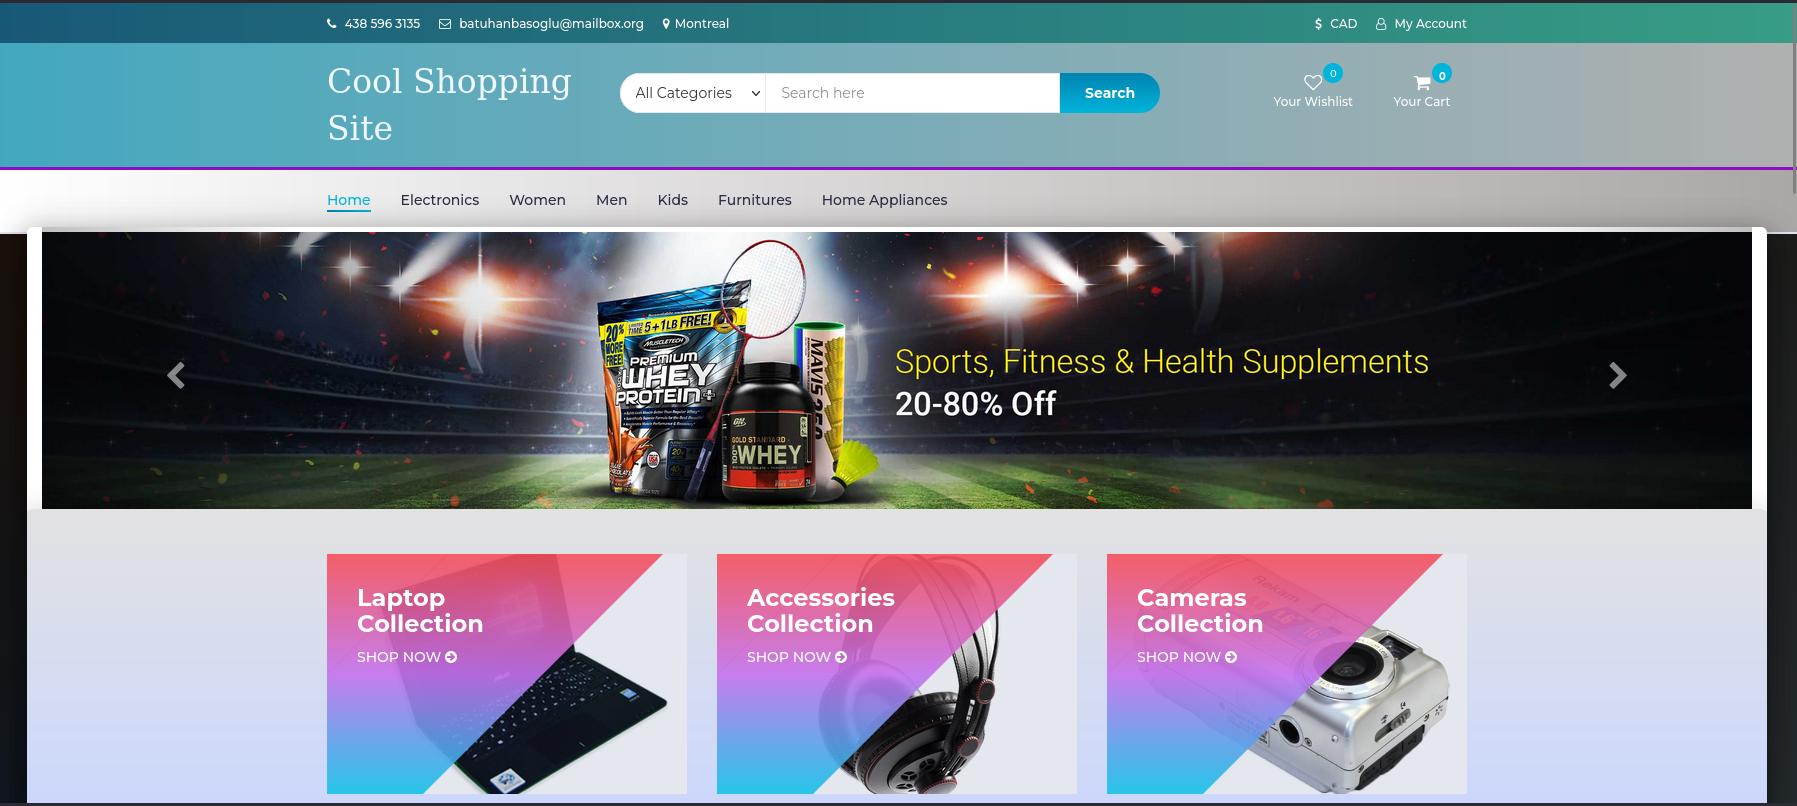 438 596 3135 batuhanbasoglu@mailbox.org Montreal $ CAD My Account
Cool Shopping
Site
All Categories Search here Search
0 0
Your Wishlist Your Cart
Home Electronics Women Men Kids Furnitures Home Appliances
20%
MORE
FREE!
LIMITED
TIME 5+1LB FREE!
MUSCLETECH
PREMIUM
100% WHEY
PROTEIN+
MAVIS 350
ON
GOLD STANDARD
100% WHEY
Sports, Fitness & Health Supplements
20-80% Off
Laptop
Collection
SHOP NOW
Accessories
Collection
SHOP NOW
Cameras
Collection
SHOP NOW
Rekam